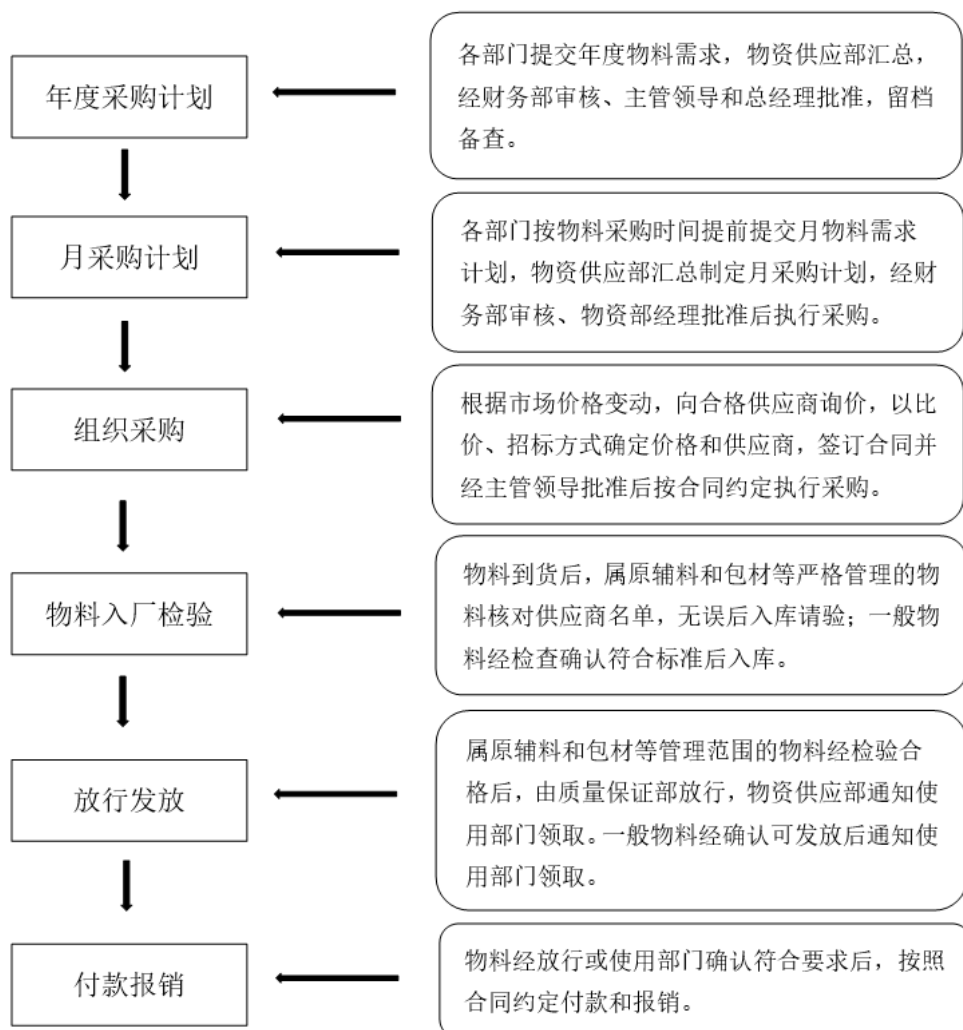 年度采购计划
各部门提交年度物料需求，物资供应部汇总，
经财务部审核、主管领导和总经理批准，留档
备查。
月采购计划
各部门按物料采购时间提前提交月物料需求
计划，物资供应部汇总制定月采购计划，经财
务部审核、物资部经理批准后执行采购。
组织采购
根据市场价格变动，向合格供应商询价，以比
价、招标方式确定价格和供应商，签订合同并
经主管领导批准后按合同约定执行采购。
物料入厂检验
物料到货后，属原辅料和包材等严格管理的物
料核对供应商名单，无误后入库请验；一般物
料经检查确认符合标准后入库。
放行发放
属原辅料和包材等管理范围的物料经检验合
格后，由质量保证部放行，物资供应部通知使
用部门领取。一般物料经确认可发放后通知使
用部门领取。
付款报销
物料经放行或使用部门确认符合要求后，按照
合同约定付款和报销。